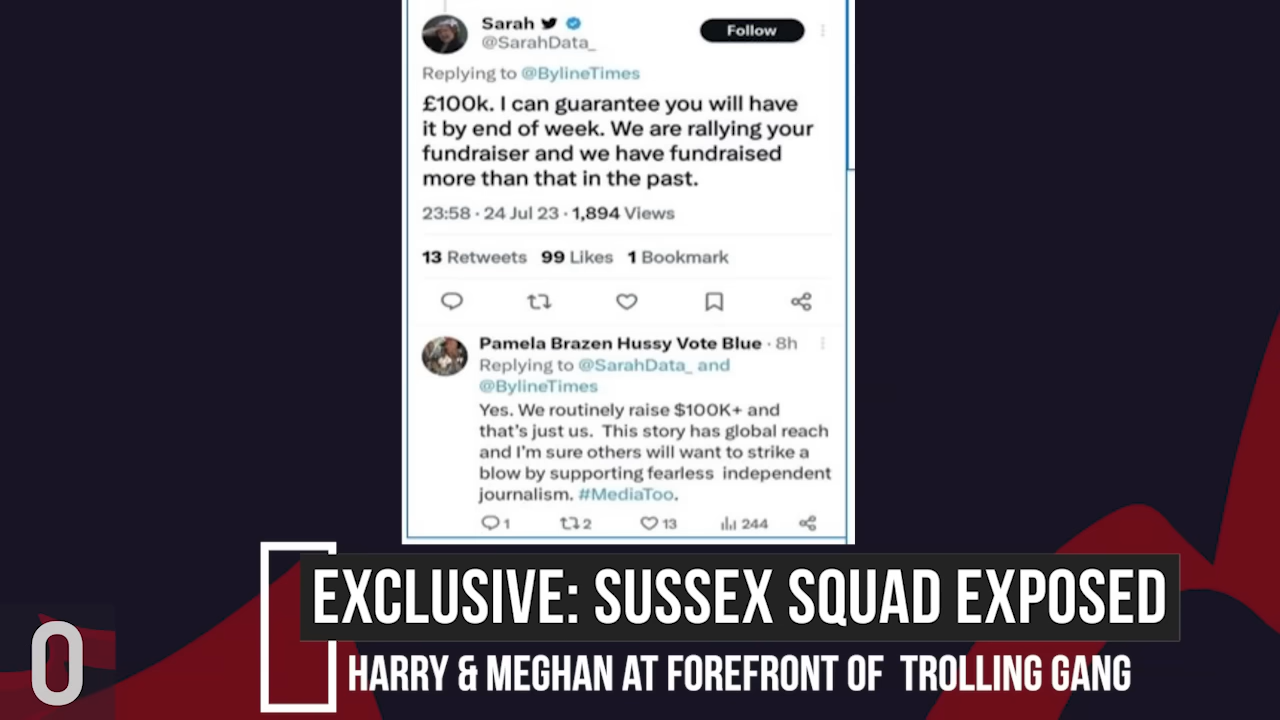 Sarah
@SarahData_
Follow
Replying to @BylineTimes
£100k. I can guarantee you will have
it by end of week. We are rallying your
fundraiser and we have fundraised
more than that in the past.
23:58 · 24 Jul 23 · 1,894 Views
13 Retweets 99 Likes 1 Bookmark
Pamela Brazen Hussy Vote Blue · 8h
Replying to @SarahData_ and
@BylineTimes
Yes. We routinely raise $100K+ and
that's just us. This story has global reach
and I'm sure others will want to strike a
blow by supporting fearless independent
journalism. #MediaToo.
1 2 13 244
EXCLUSIVE: SUSSEX SQUAD EXPOSED
HARRY & MEGHAN AT FOREFRONT OF TROLLING GANG
0